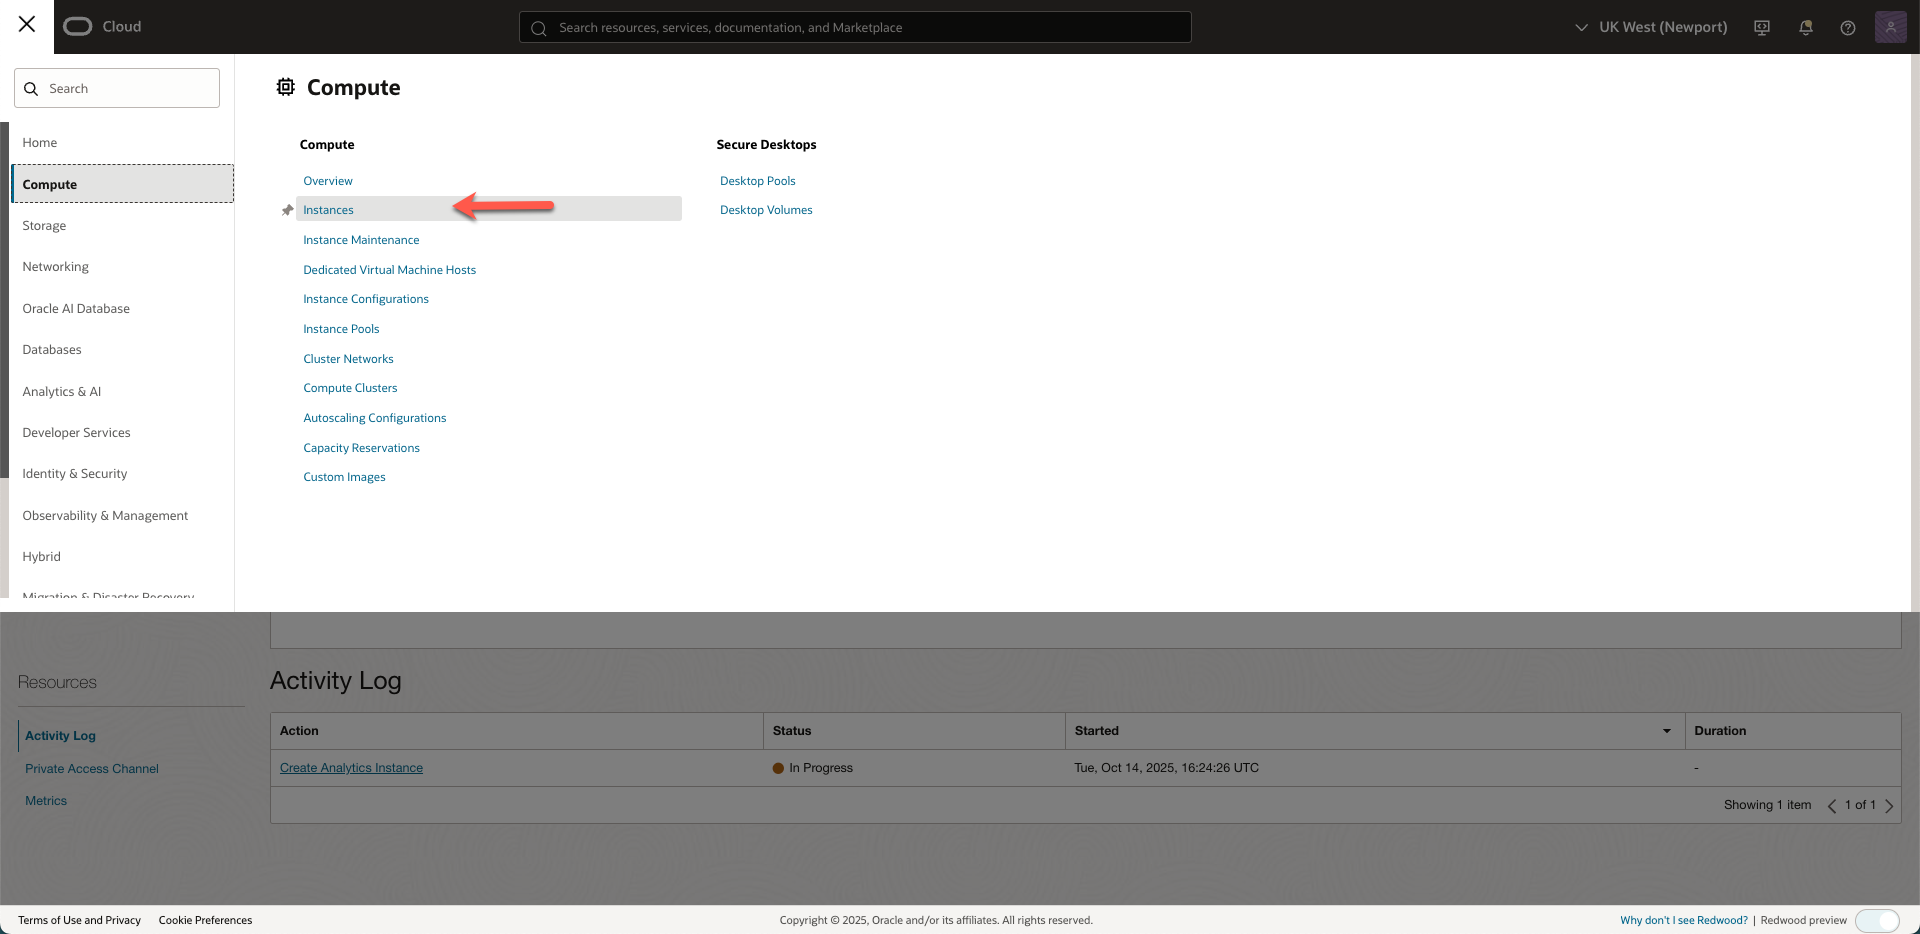 Cloud
Search resources, services, documentation, and Marketplace
UK West (Newport)
Search
Home
Compute
Storage
Networking
Oracle AI Database
Databases
Analytics & AI
Developer Services
Identity & Security
Observability & Management
Hybrid
Migration & Disaster Recovery
Compute
Compute
Overview
Instances
Instance Maintenance
Dedicated Virtual Machine Hosts
Instance Configurations
Instance Pools
Cluster Networks
Compute Clusters
Autoscaling Configurations
Capacity Reservations
Custom Images
Secure Desktops
Desktop Pools
Desktop Volumes
Resources
Activity Log
Private Access Channel
Metrics
Activity Log
Action Status Started Duration
Create Analytics Instance In Progress Tue, Oct 14, 2025, 16:24:26 UTC -
Showing 1 item 1 of 1
Terms of Use and Privacy Cookie Preferences Copyright © 2025, Oracle and/or its affiliates. All rights reserved. Why don't I see Redwood? | Redwood preview